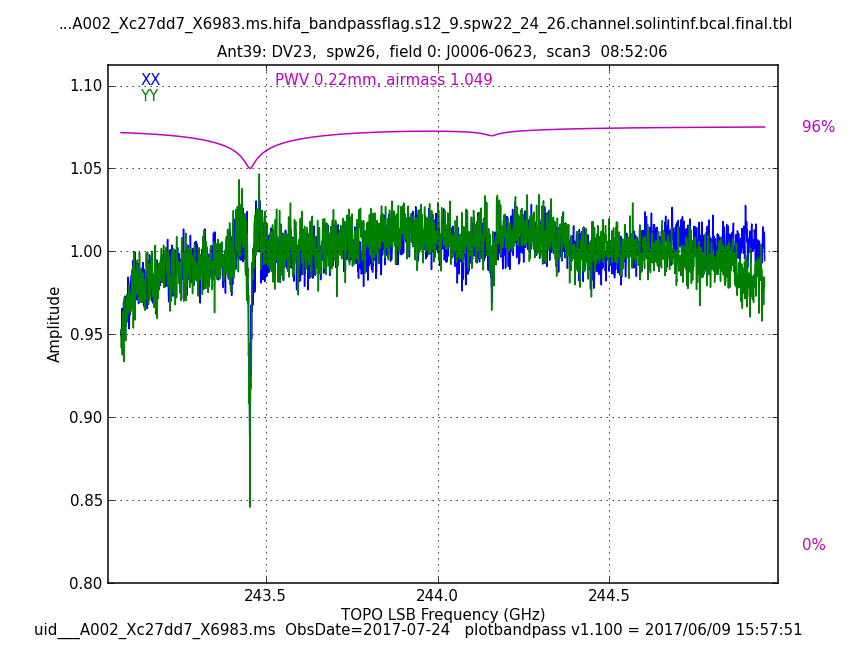 ...A002_Xc27dd7_X6983.ms.hifa_bandpassflag.s12_9.spw22_24_26.channel.solintinf.bcal.final.tbl
Ant39: DV23,  spw26,  field 0: J0006-0623,  scan3  08:52:06
XX
PWV 0.22mm, airmass 1.049
YY
1.10
96%
1.05
1.00
Amplitude
0.95
0.90
0.85
0%
0.80
243.5
244.0
244.5
TOPO LSB Frequency (GHz)
uid___A002_Xc27dd7_X6983.ms  ObsDate=2017-07-24   plotbandpass v1.100 = 2017/06/09 15:57:51